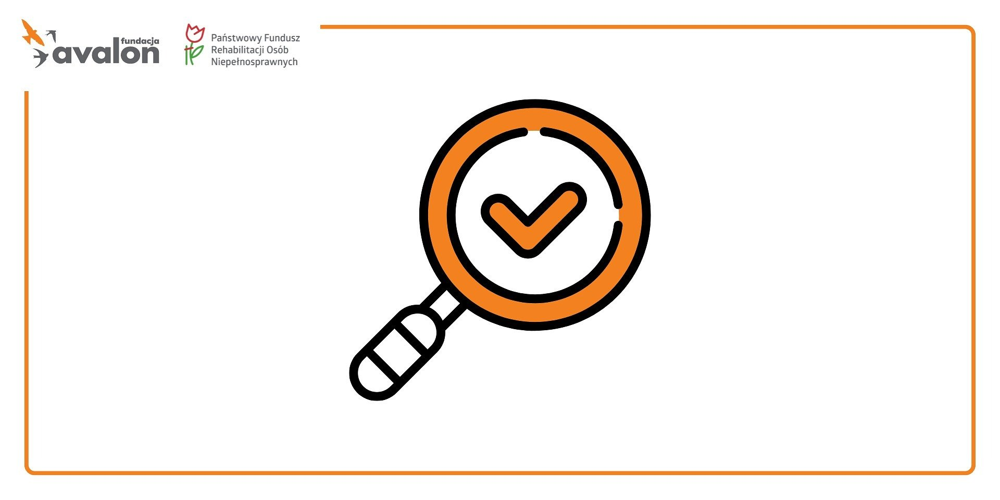 fundacja
avalon
Państwowy Fundusz
Rehabilitacji Osób
Niepełnosprawnych